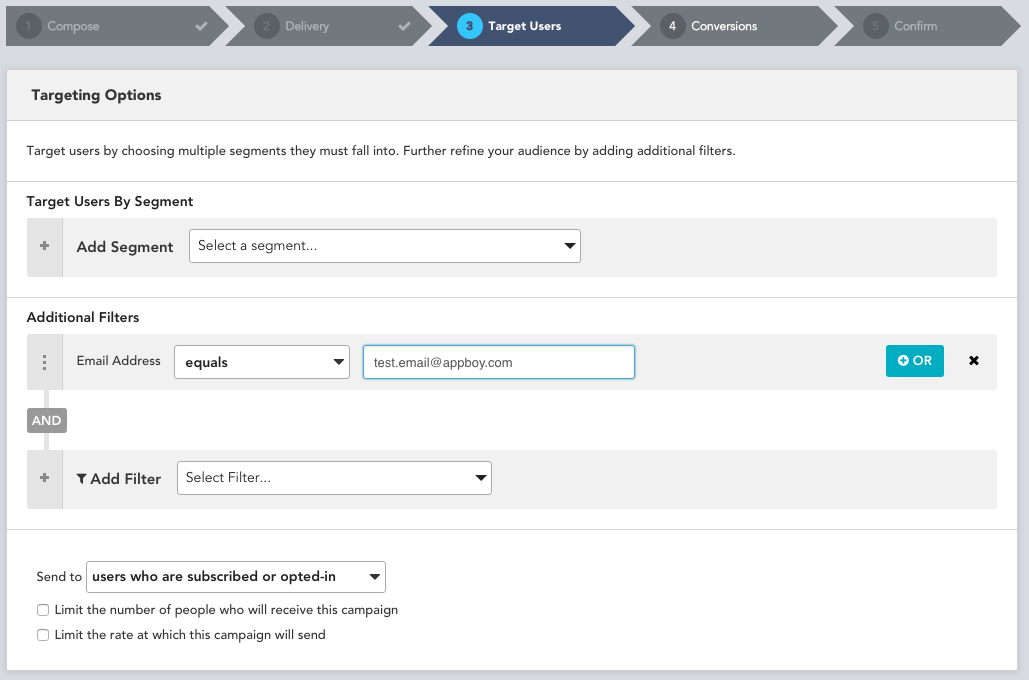 1 Compose 2 Delivery 3 Target Users 4 Conversions 5 Confirm
Targeting Options
Target users by choosing multiple segments they must fall into. Further refine your audience by adding additional filters.
Target Users By Segment
+ Add Segment Select a segment...
Additional Filters
Email Address equals test.email@appboy.com OR
AND
+ Add Filter Select Filter...
Send to users who are subscribed or opted-in
Limit the number of people who will receive this campaign
Limit the rate at which this campaign will send